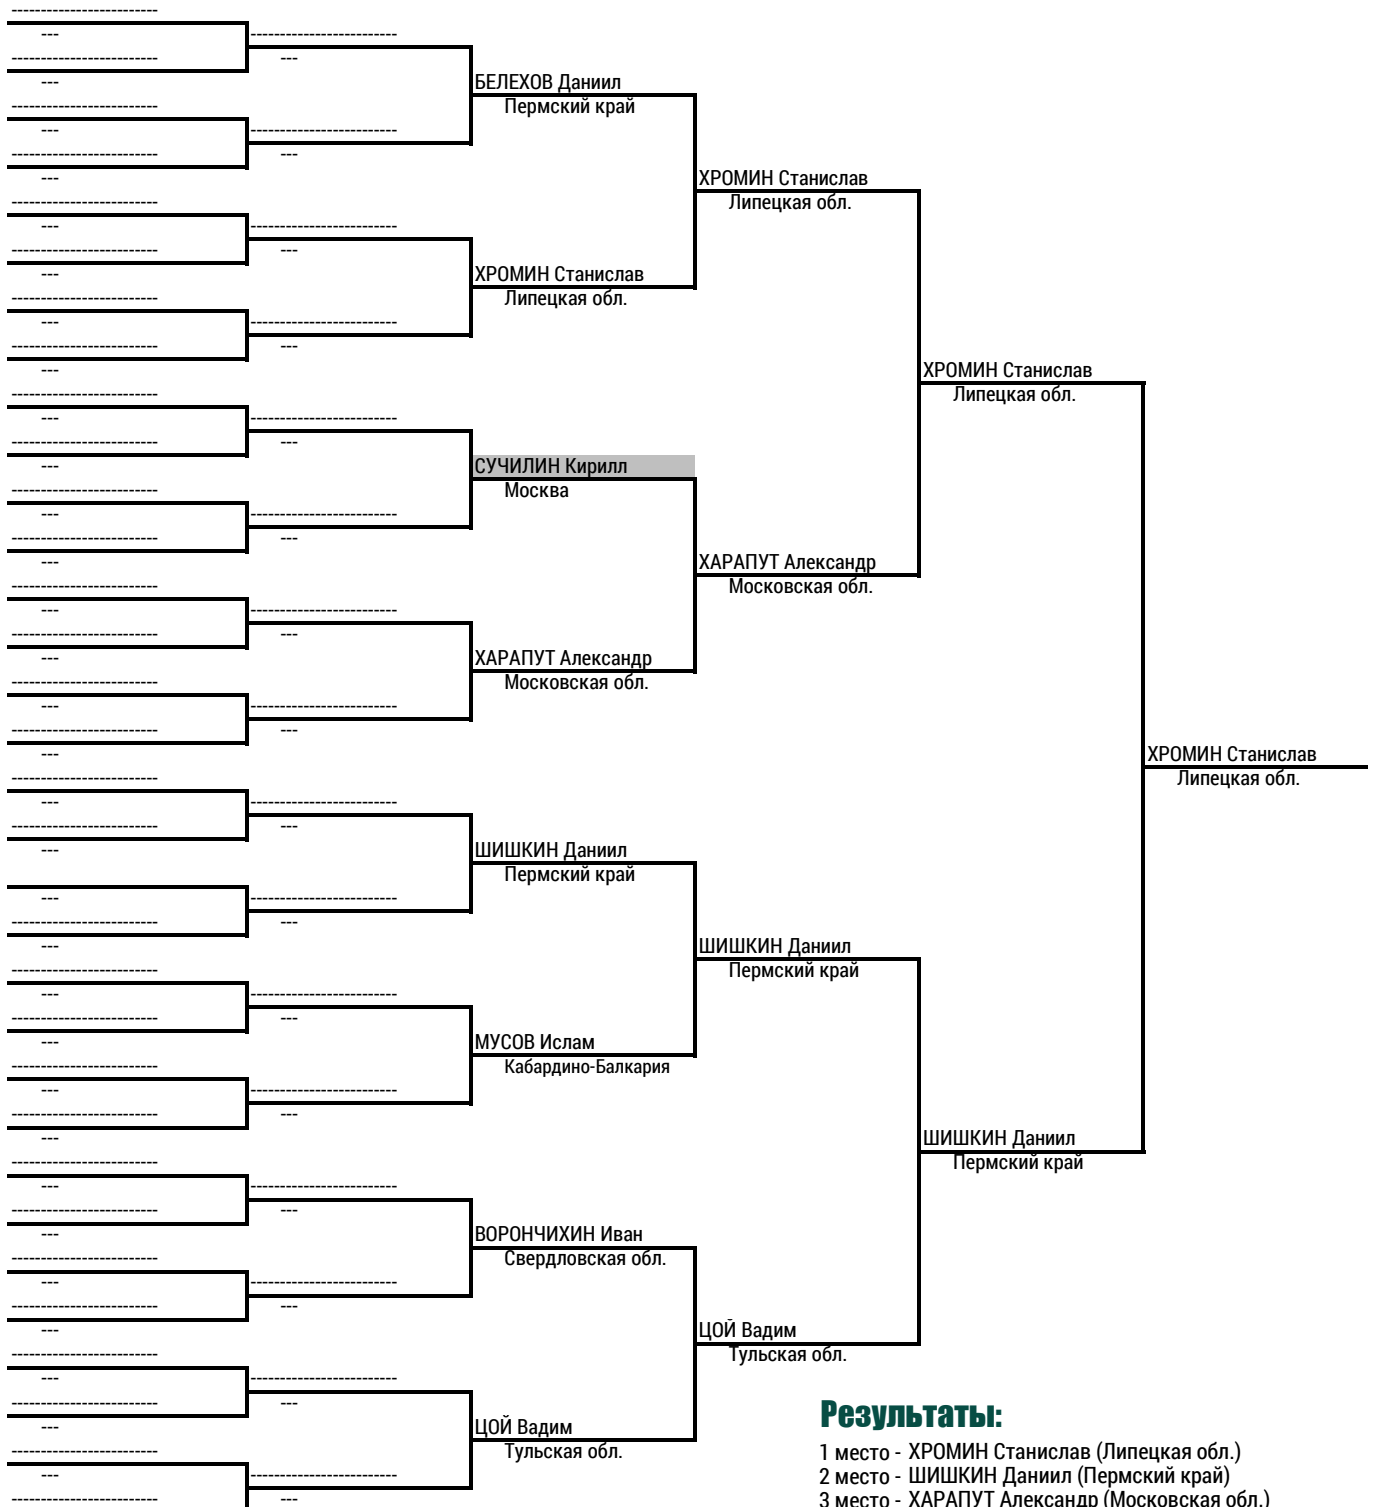 БЕЛЕХОВ Даниил
Пермский край
ХРОМИН Станислав
Липецкая обл.
СУЧИЛИН Кирилл
Москва
ХАРАПУТ Александр
Московская обл.
ШИШКИН Даниил
Пермский край
МУСОВ Ислам
Кабардино-Балкария
ВОРОНЧИХИН Иван
Свердловская обл.
ЦОЙ Вадим
Тульская обл.
ХРОМИН Станислав
Липецкая обл.
ХАРАПУТ Александр
Московская обл.
ШИШКИН Даниил
Пермский край
ЦОЙ Вадим
Тульская обл.
ХРОМИН Станислав
Липецкая обл.
ШИШКИН Даниил
Пермский край
ХРОМИН Станислав
Липецкая обл.
Результаты:
1 место - ХРОМИН Станислав (Липецкая обл.)
2 место - ШИШКИН Даниил (Пермский край)
3 место - ХАРАПУТ Александр (Московская обл.)